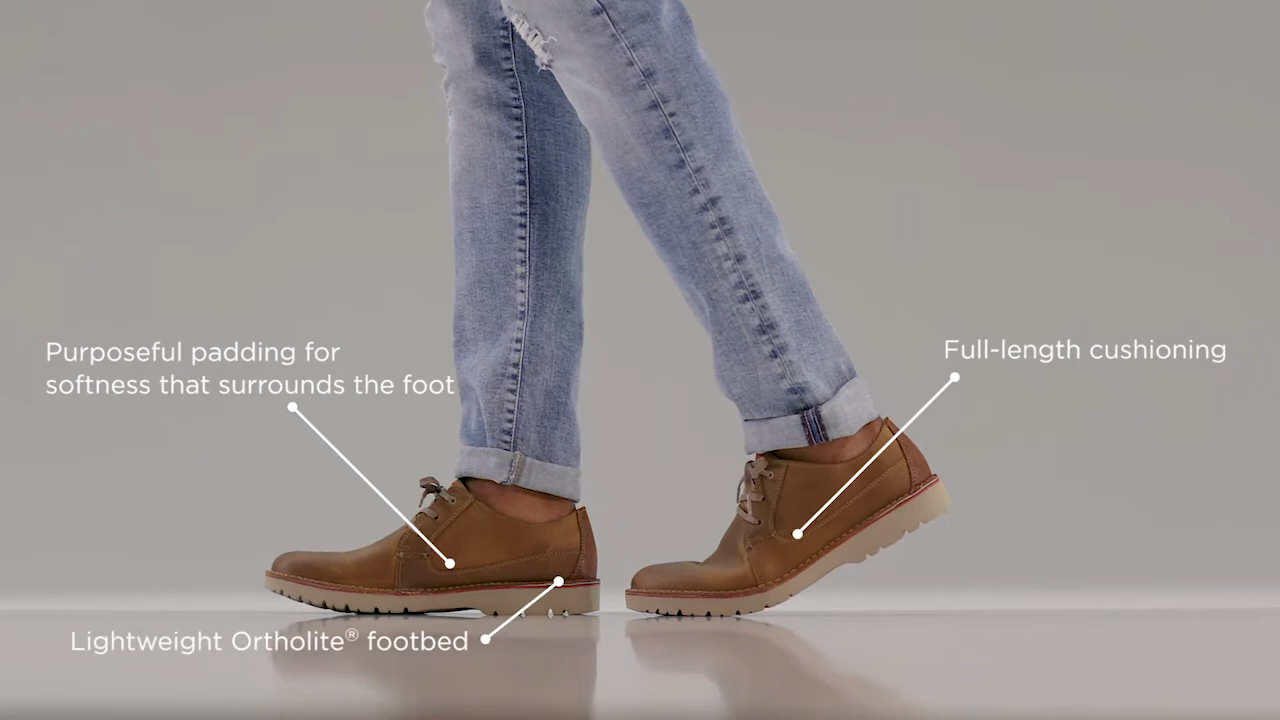 Purposeful padding for
softness that surrounds the foot
Full-length cushioning
Lightweight Ortholite® footbed